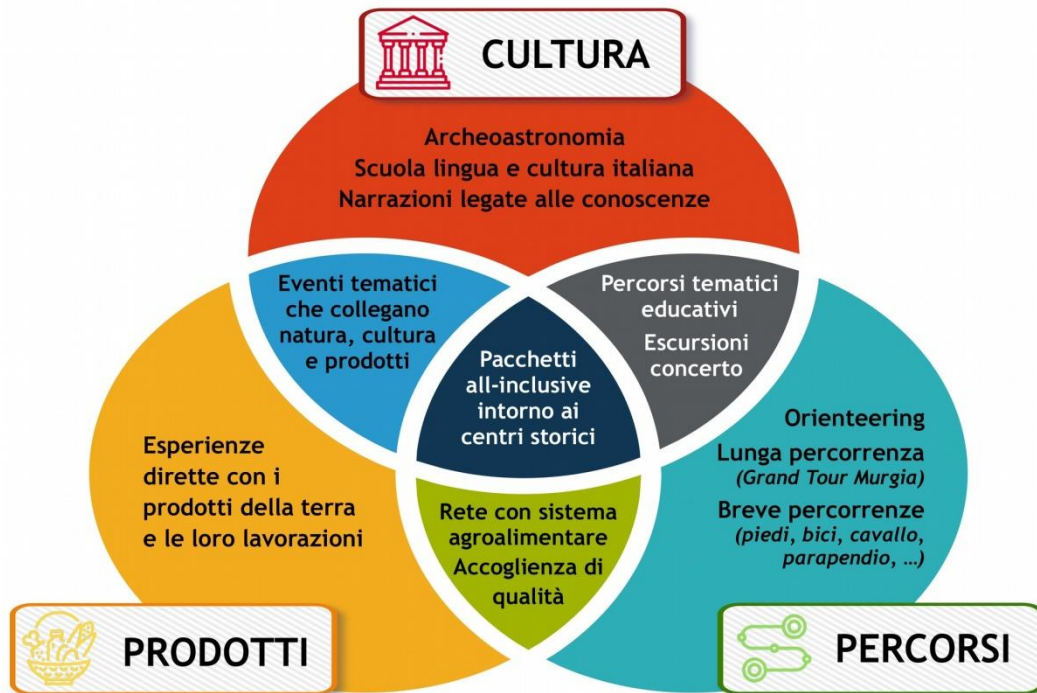 CULTURA
Archeoastronomia
Scuola lingua e cultura italiana
Narrazioni legate alle conoscenze
Eventi tematici
che collegano
natura, cultura
e prodotti
Percorsi tematici
educativi
Escursioni
concerto
Pacchetti
all-inclusive
intorno ai
centri storici
Esperienze
dirette con i
prodotti della terra
e le loro lavorazioni
Orienteering
Lunga percorrenza
(Grand Tour Murgia)
Breve percorrenze
(piedi, bici, cavallo,
parapendio, ...)
Rete con sistema
agroalimentare
Accoglienza di
qualità
PRODOTTI
PERCORSI